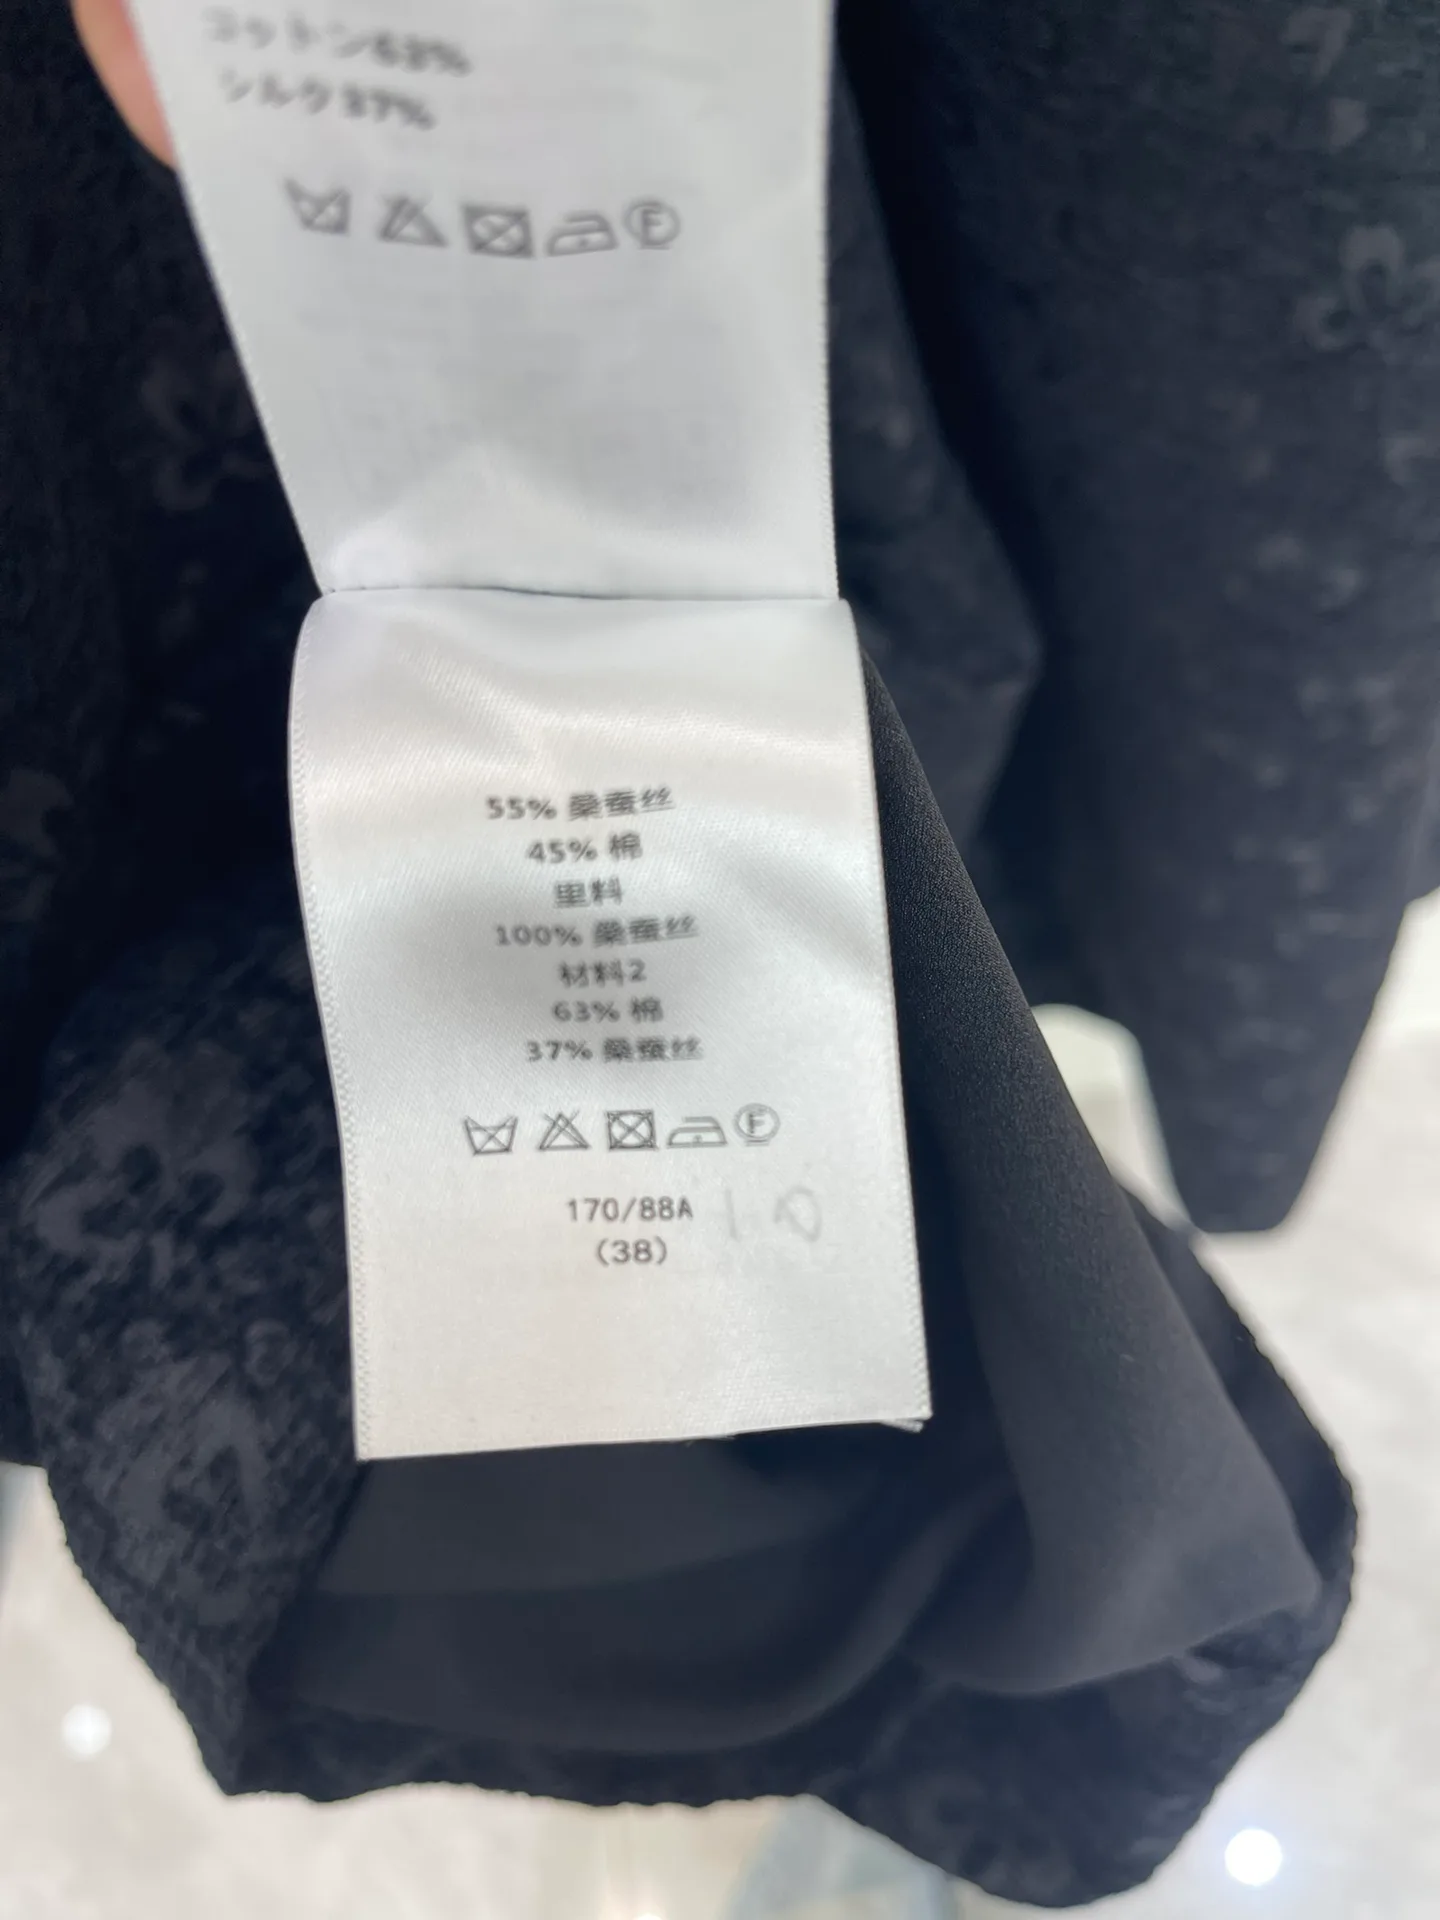 コットン63%
シルク37%
F
55% 桑蚕丝
45% 棉
里料
100% 桑蚕丝
材料2
63% 棉
37% 桑蚕丝
F
170/88A
(38)